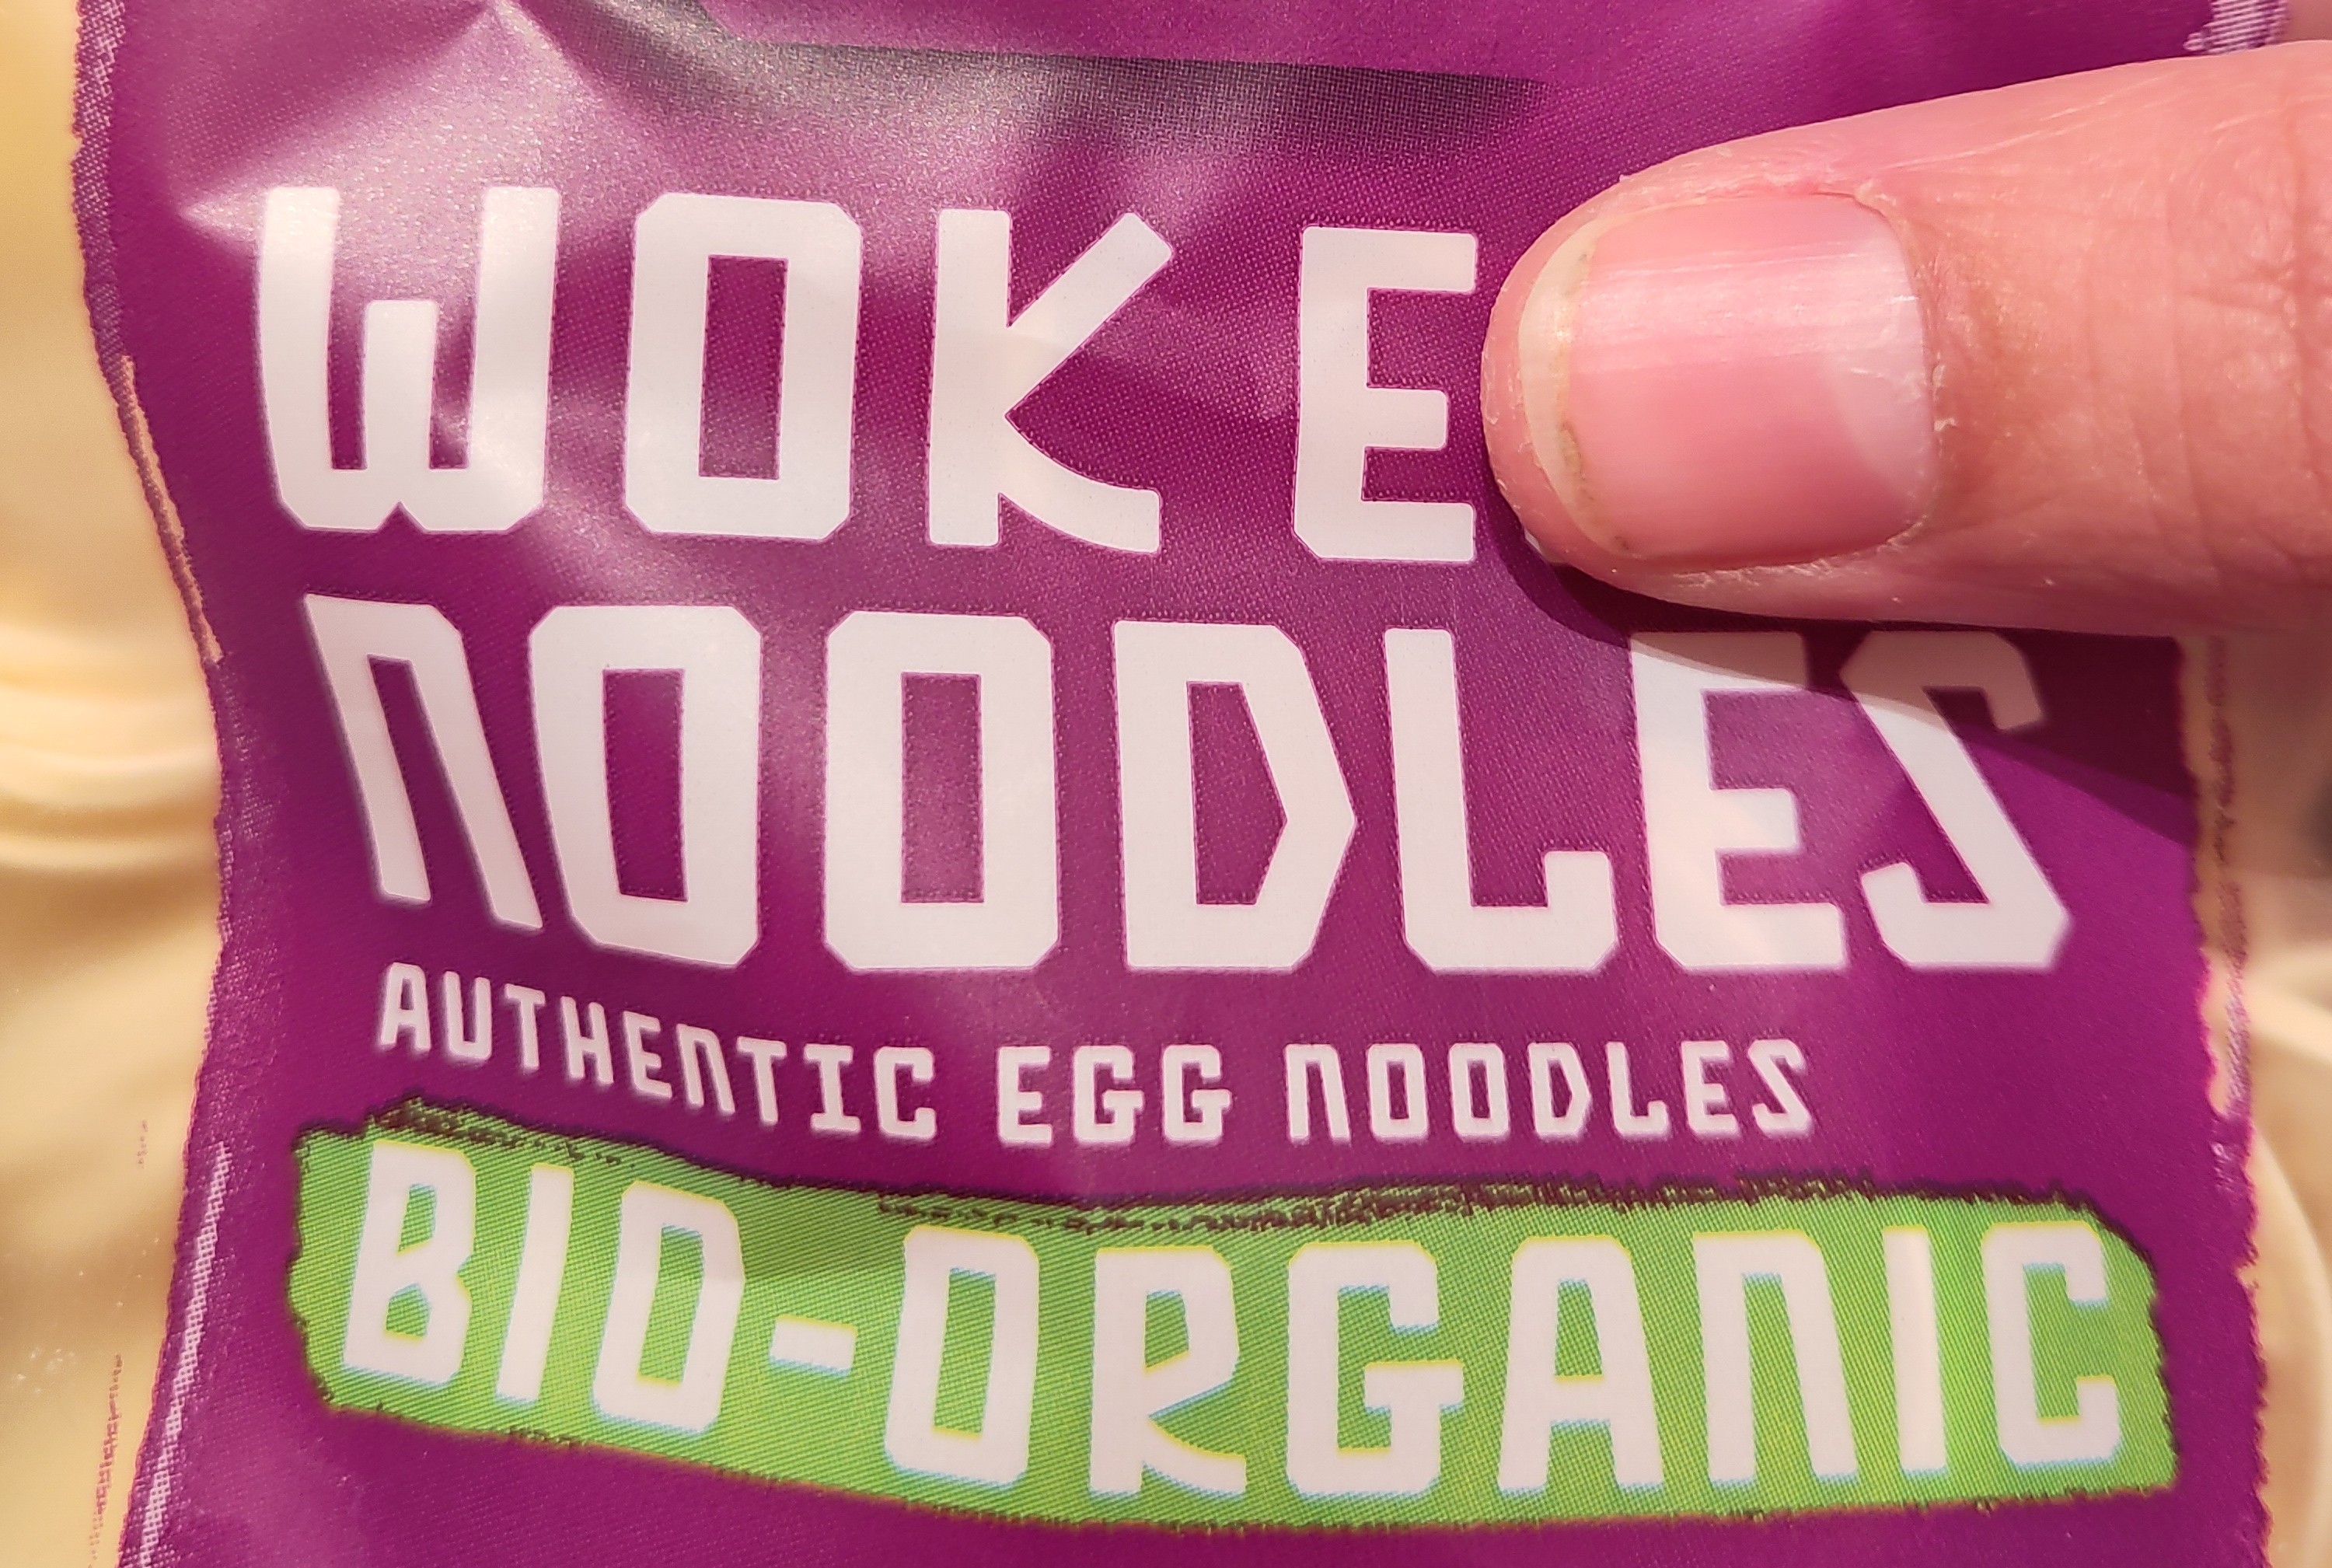 WOK E
NOODLES
AUTHENTIC EGG NOODLES
BIO-ORGANIC